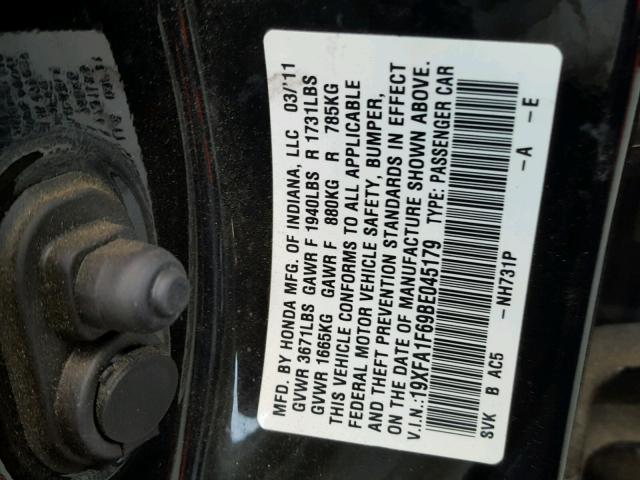 MFD. BY HONDA MFG. OF INDIANA, LLC 03/'11
GVWR 3671LBS GAWR F 1940LBS R 1731LBS
GVWR 1665KG GAWR F 880KG R 785KG
THIS VEHICLE CONFORMS TO ALL APPLICABLE
FEDERAL MOTOR VEHICLE SAFETY, BUMPER,
AND THEFT PREVENTION STANDARDS IN EFFECT
ON THE DATE OF MANUFACTURE SHOWN ABOVE.
V.I.N.:19XFA1F69BE045179 TYPE: PASSENGER CAR
SVK B AC5 -NH731P -A -E